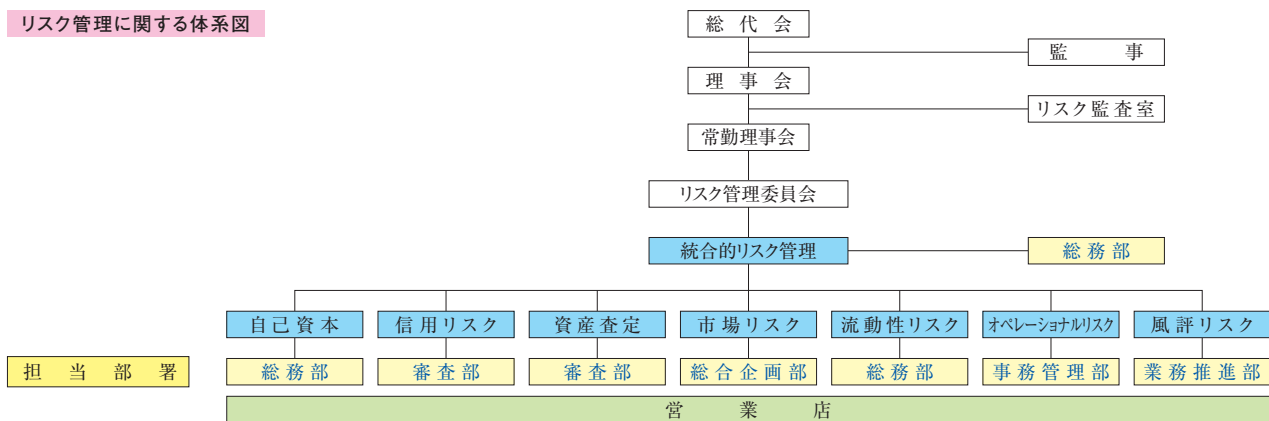 リスク管理に関する体系図
総代会
監事
理事会
リスク監査室
常勤理事会
リスク管理委員会
統合的リスク管理 総務部
自己資本 信用リスク 資産査定 市場リスク 流動性リスク オペレーショナルリスク 風評リスク
担当部署 総務部 審査部 審査部 総合企画部 総務部 事務管理部 業務推進部
営業店